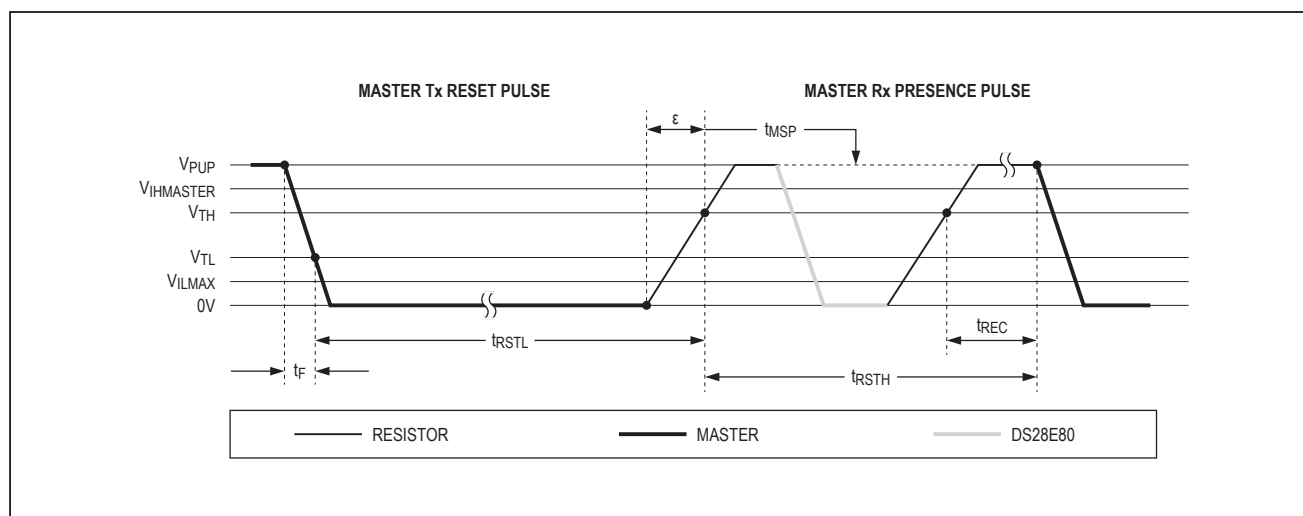 MASTER Tx RESET PULSE
MASTER Rx PRESENCE PULSE
ε
tMSP
VPUP
VIHMASTER
VTH
VTL
VILMAX
0V
tRSTL
tREC
tF
tRSTH
RESISTOR
MASTER
DS28E80